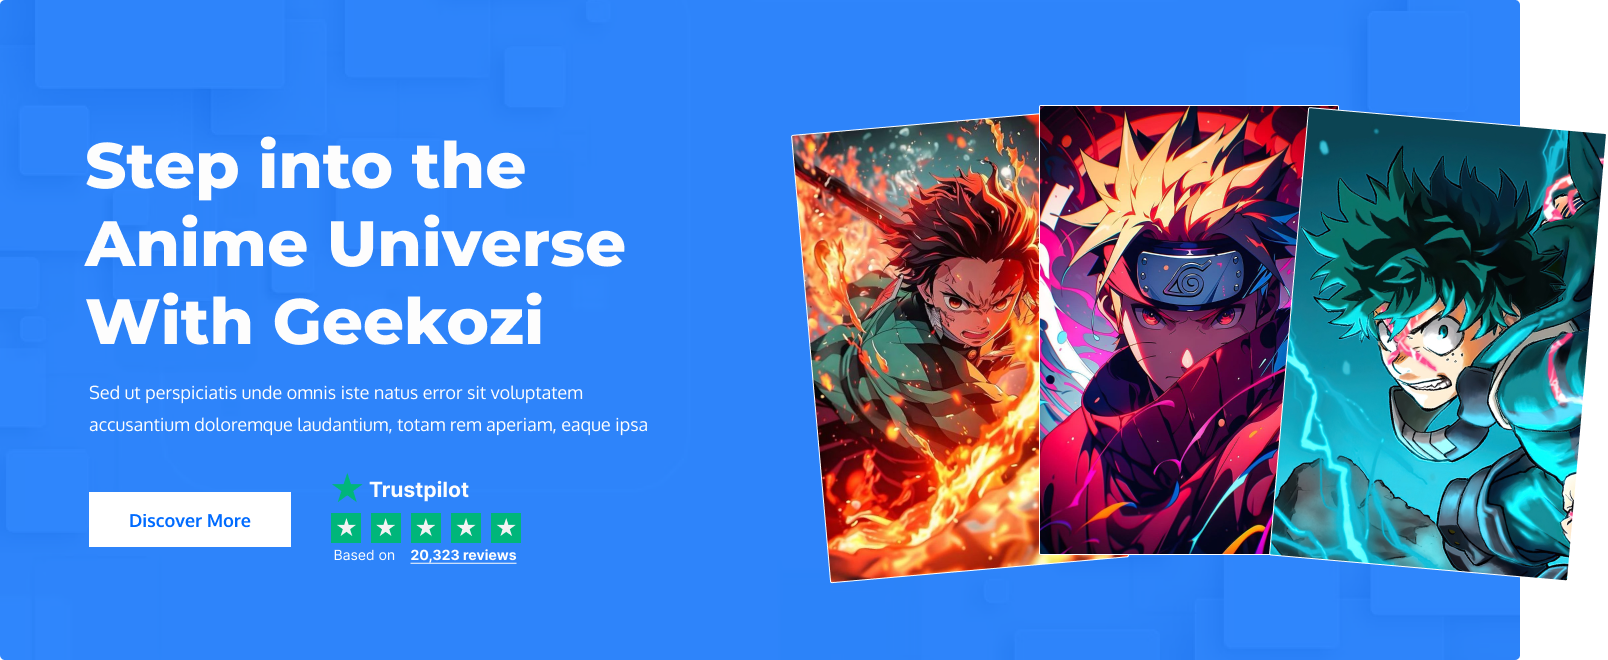 Step into the
Anime Universe
With Geekozi
Sed ut perspiciatis unde omnis iste natus error sit voluptatem
accusantium doloremque laudantium, totam rem aperiam, eaque ipsa
Discover More
Trustpilot
Based on 20,323 reviews